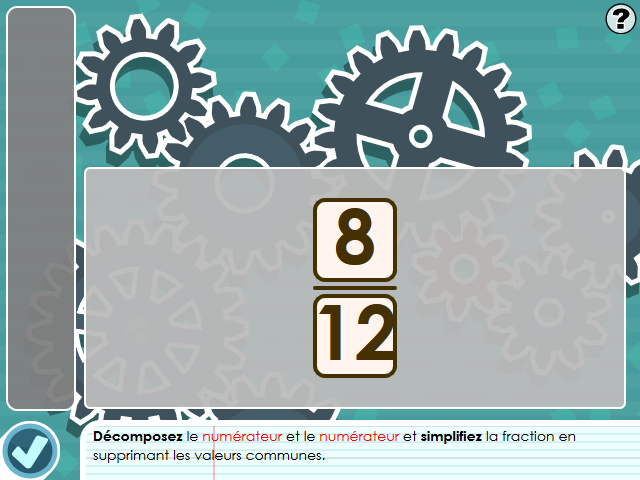 ?
8
12
Décomposez le numérateur et le numérateur et simplifiez la fraction en
supprimant les valeurs communes.